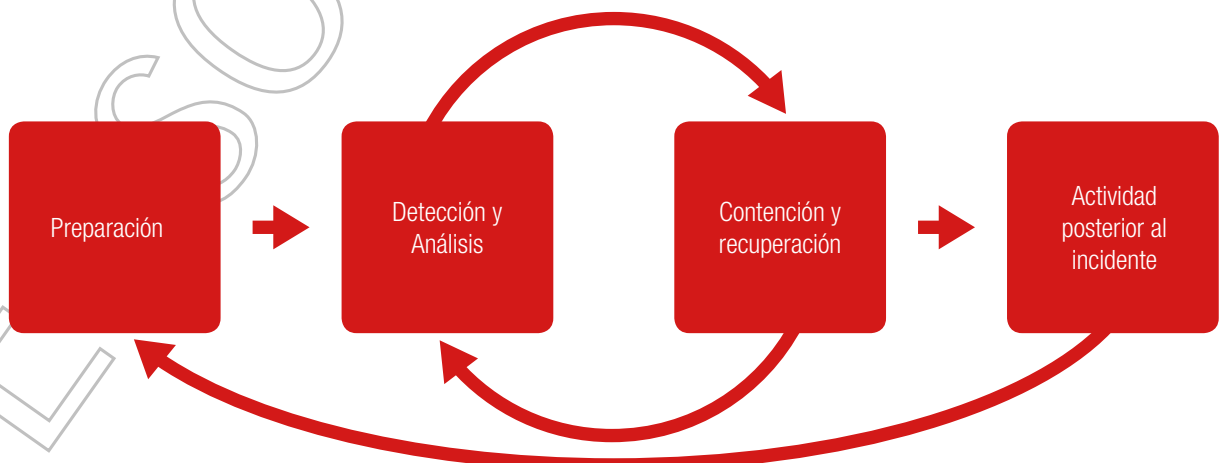 Preparación
Detección y
Análisis
Contención y
recuperación
Actividad
posterior al
incidente